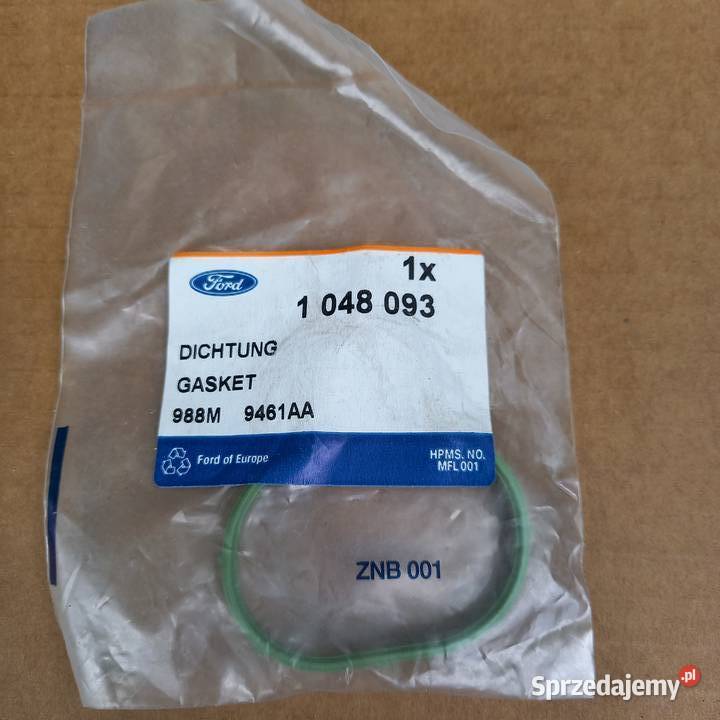 Ford
1x
1 048 093
DICHTUNG
GASKET
988M 9461AA
Ford of Europe
HPMS. NO.
MFL 001
ZNB 001
Sprzedajemy.pl